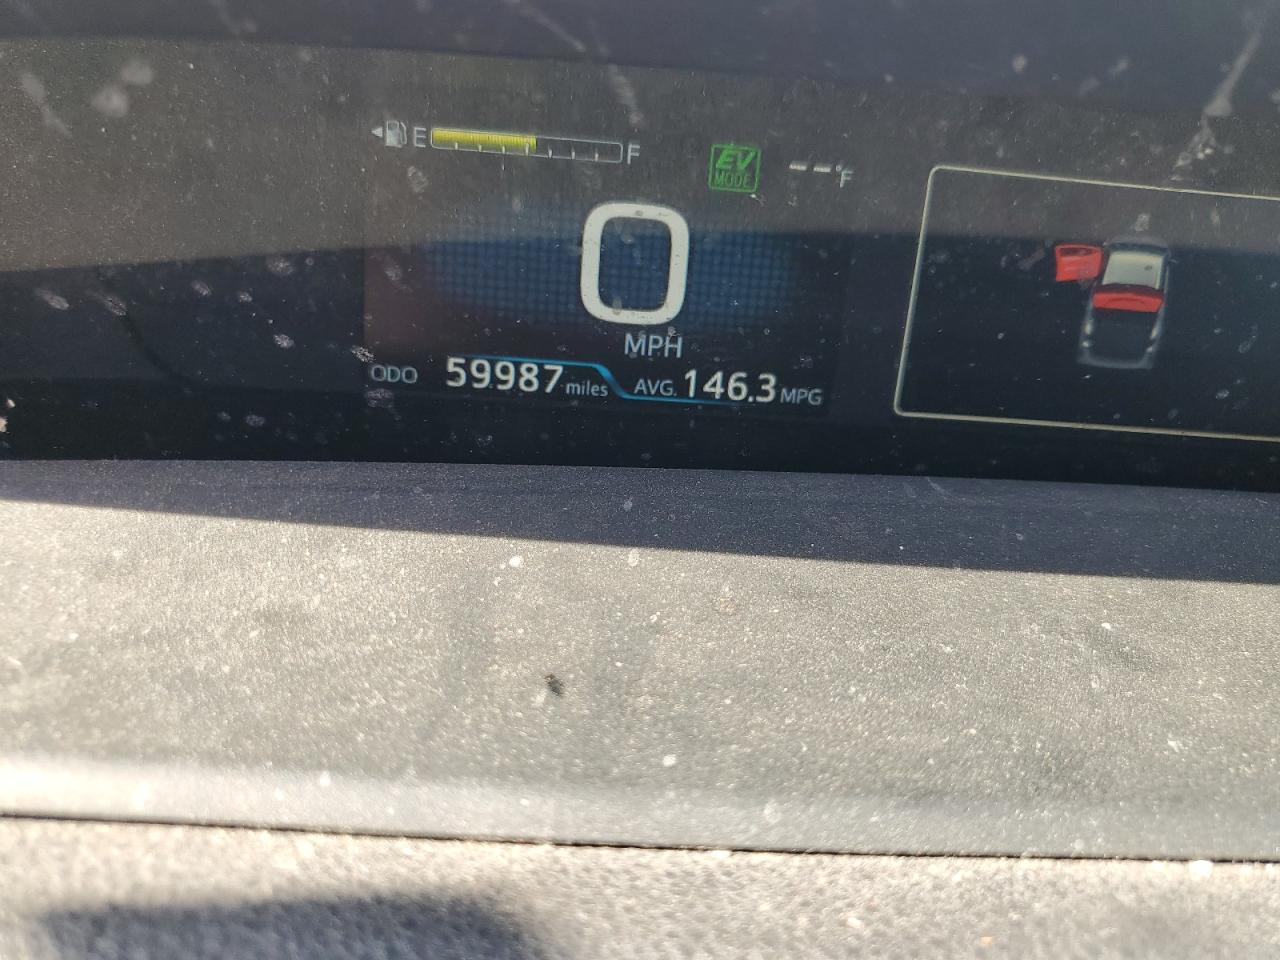 E F
EV
MODE
--°F
0
MPH
ODO 59987 miles AVG. 146.3 MPG